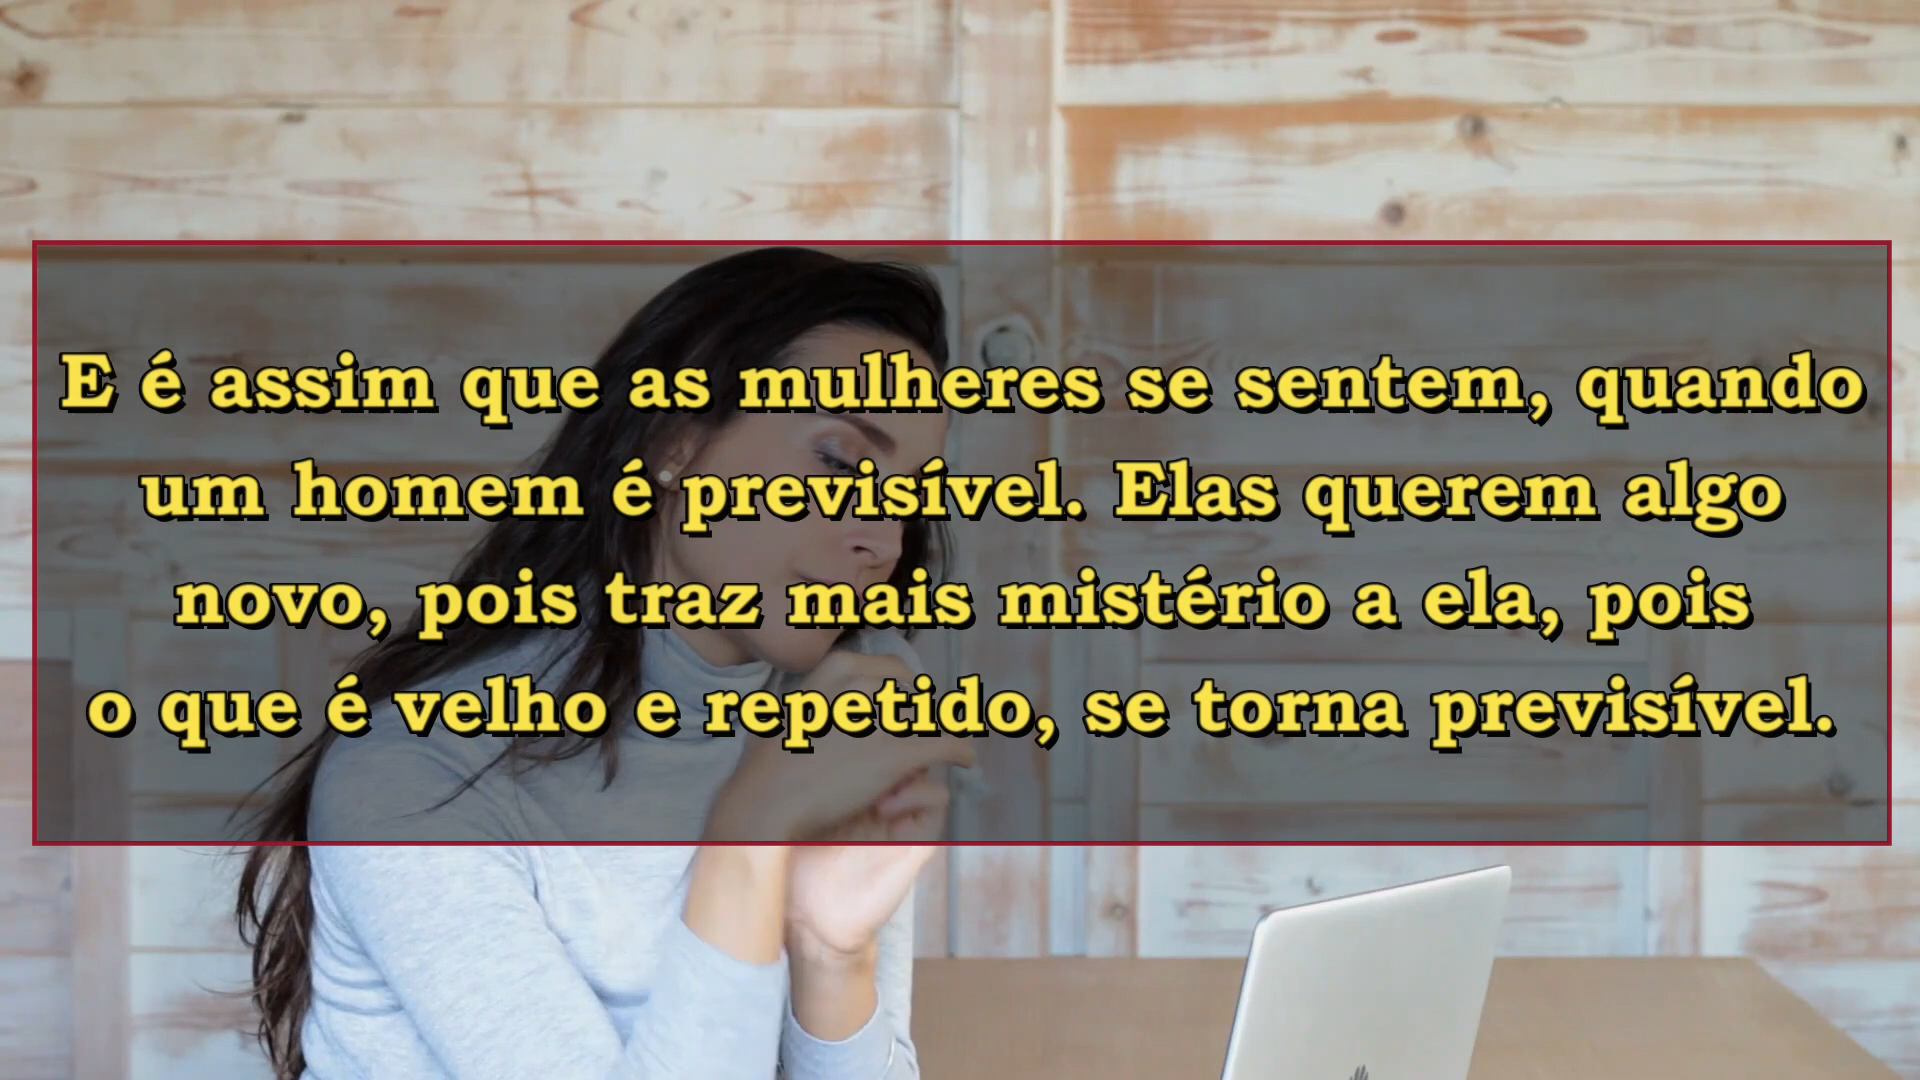 E é assim que as mulheres se sentem, quando
um homem é previsível. Elas querem algo
novo, pois traz mais mistério a ela, pois
o que é velho e repetido, se torna previsível.